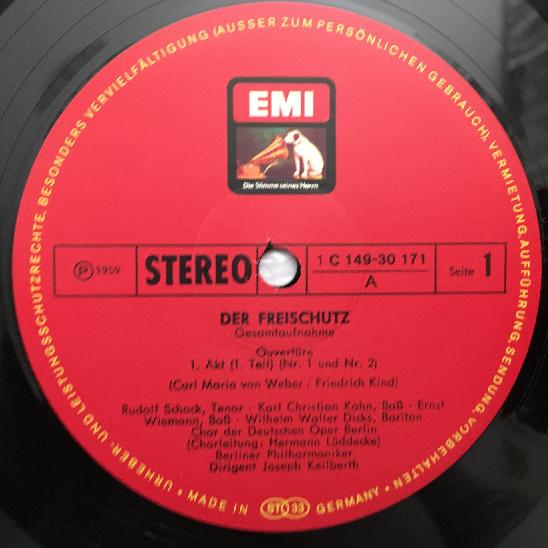 URHEBER- UND LEISTUNGSSCHUTZRECHTE, BESONDERS VERVIELFÄLTIGUNG (AUSSER ZUM PERSÖNLICHEN GEBRAUCH), VERMIETUNG, AUFFÜHRUNG, SENDUNG, VORBEHALTEN •
EMI
Die Stimme seines Herrn
Ⓟ 1959
STEREO
1 C 149-30 171
A
Seite 1
DER FREISCHUTZ
Gesamtaufnahme
Ouvertüre
1. Akt (1. Teil) (Nr. 1 und Nr. 2)
(Carl Maria von Weber / Friedrich Kind)
Rudolf Schock, Tenor · Karl Christian Kohn, Baß · Ernst
Wiemann, Baß · Wilhelm Walter Dicks, Bariton
Chor der Deutschen Oper Berlin
(Chorleitung: Hermann Lüddecke)
Berliner Philharmoniker
Dirigent Joseph Keilberth
• MADE IN ST 33 GERMANY •